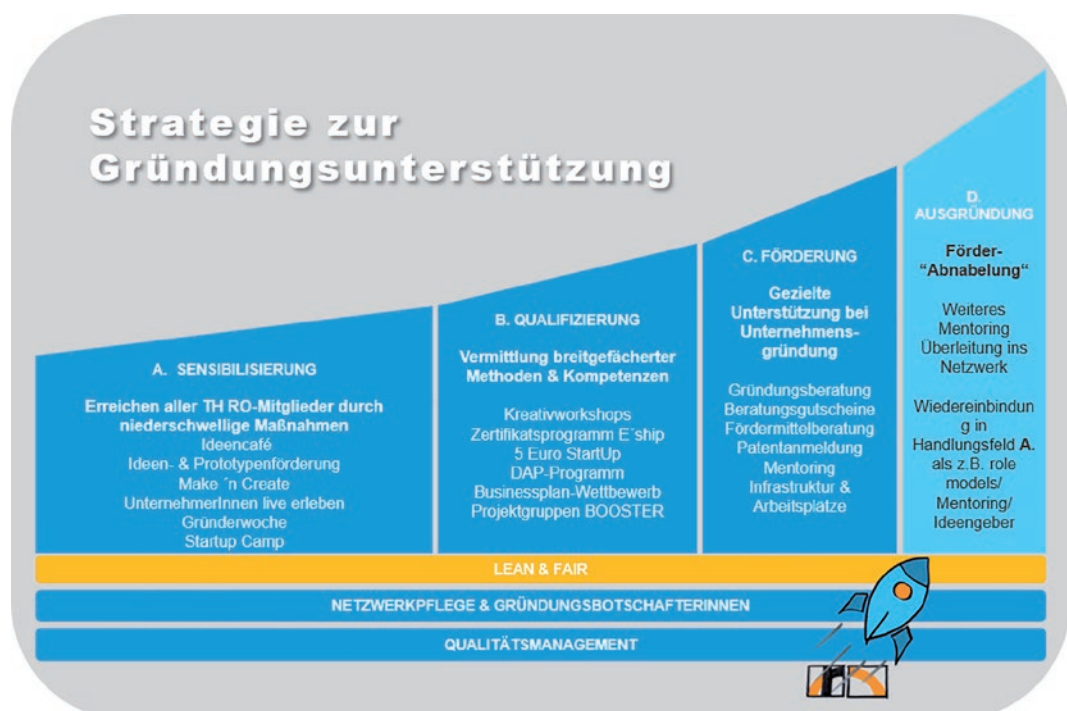 Strategie zur
Gründungsunterstützung
A. SENSIBILISIERUNG
Erreichen aller TH RO-Mitglieder durch
niederschwellige Maßnahmen
Ideencafé
Ideen- & Prototypenförderung
Make ´n Create
UnternehmerInnen live erleben
Gründerwoche
Startup Camp
B. QUALIFIZIERUNG
Vermittlung breitgefächerter
Methoden & Kompetenzen
Kreativworkshops
Zertifikatsprogramm E´ship
5 Euro StartUp
DAP-Programm
Businessplan-Wettbewerb
Projektgruppen BOOSTER
C. FÖRDERUNG
Gezielte
Unterstützung bei
Unternehmens-
gründung
Gründungsberatung
Beratungsgutscheine
Fördermittelberatung
Patentanmeldung
Mentoring
Infrastruktur &
Arbeitsplätze
D.
AUSGRÜNDUNG
Förder-
“Abnabelung“
Weiteres
Mentoring
Überleitung ins
Netzwerk
Wiedereinbindun
g in
Handlungsfeld A.
als z.B. role
models/
Mentoring/
Ideengeber
LEAN & FAIR
NETZWERKPFLEGE & GRÜNDUNGSBOTSCHAFTERINNEN
QUALITÄTSMANAGEMENT